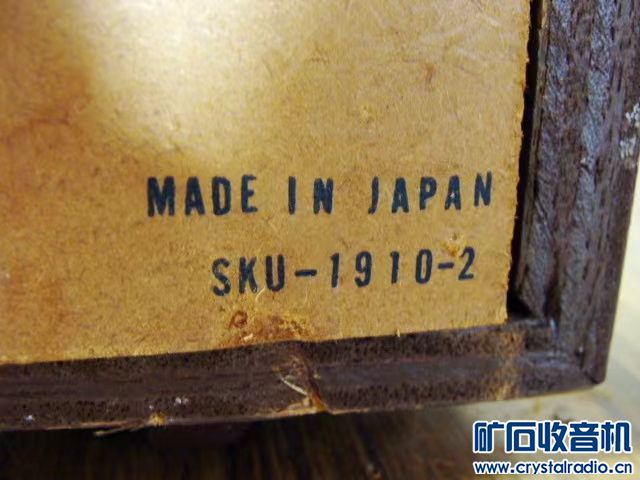 MADE IN JAPAN
SKU-1910-2
矿石收音机
www.crystalradio.cn